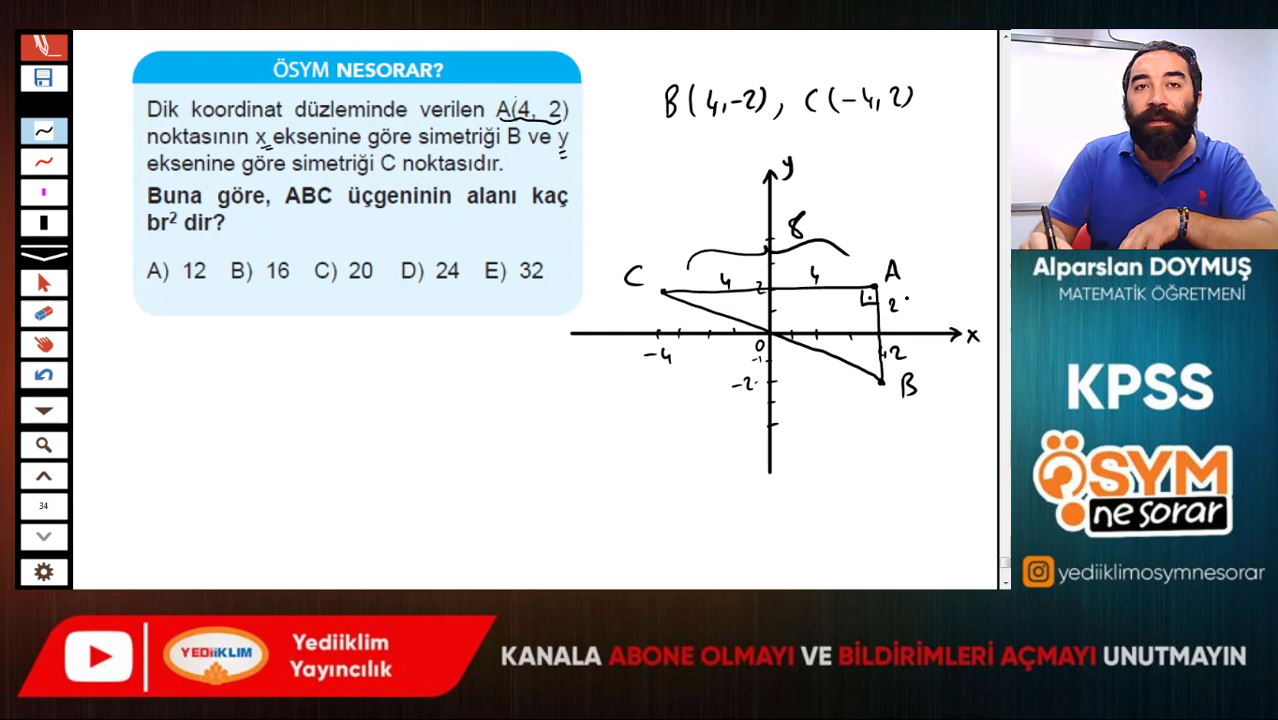 ÖSYM NESORAR?
Dik koordinat düzleminde verilen A(4, 2)
noktasının x eksenine göre simetriği B ve y
eksenine göre simetriği C noktasıdır.
Buna göre, ABC üçgeninin alanı kaç
br² dir?
A) 12 B) 16 C) 20 D) 24 E) 32
B(4,-2), C(-4,2)
y
8
C
4
2
4
A
2
x
-4
0
-1
2
-2
B
34
Alparslan DOYMUŞ
MATEMATİK ÖĞRETMENİ
KPSS
ÖSYM
ne sorar
yediiklimosymnesorar
YEDiiKLIM
Yediiklim
Yayıncılık
KANALA ABONE OLMAYI VE BİLDİRİMLERİ AÇMAYI UNUTMAYIN